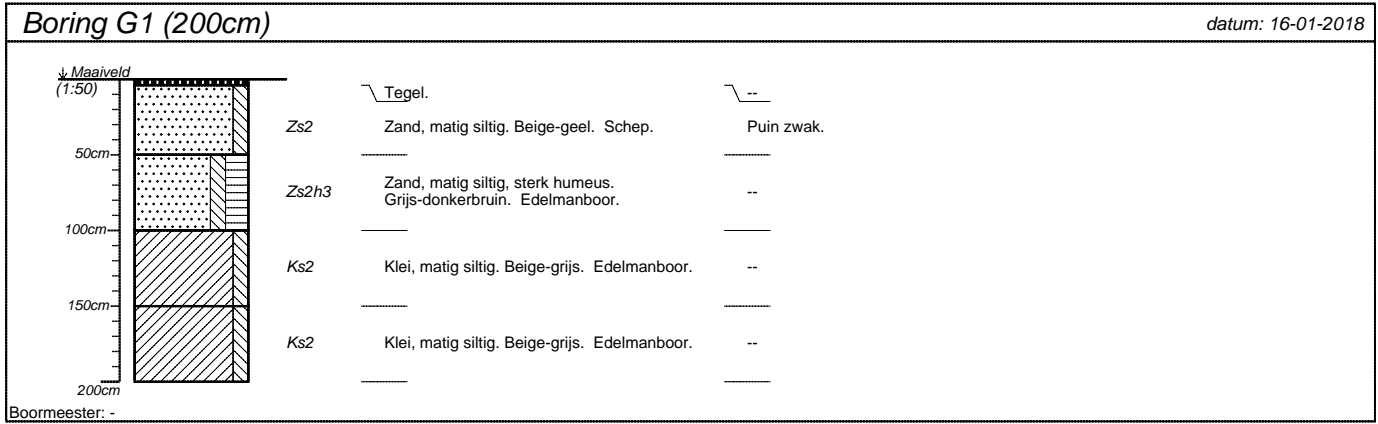 Boring G1 (200cm) datum: 16-01-2018
Maaiveld
(1:50)
Tegel. --
Zs2 Zand, matig siltig. Beige-geel. Schep. Puin zwak.
50cm
Zs2h3 Zand, matig siltig, sterk humeus. --
Grijs-donkerbruin. Edelmanboor.
100cm
Ks2 Klei, matig siltig. Beige-grijs. Edelmanboor. --
150cm
Ks2 Klei, matig siltig. Beige-grijs. Edelmanboor. --
200cm
Boormeester: -